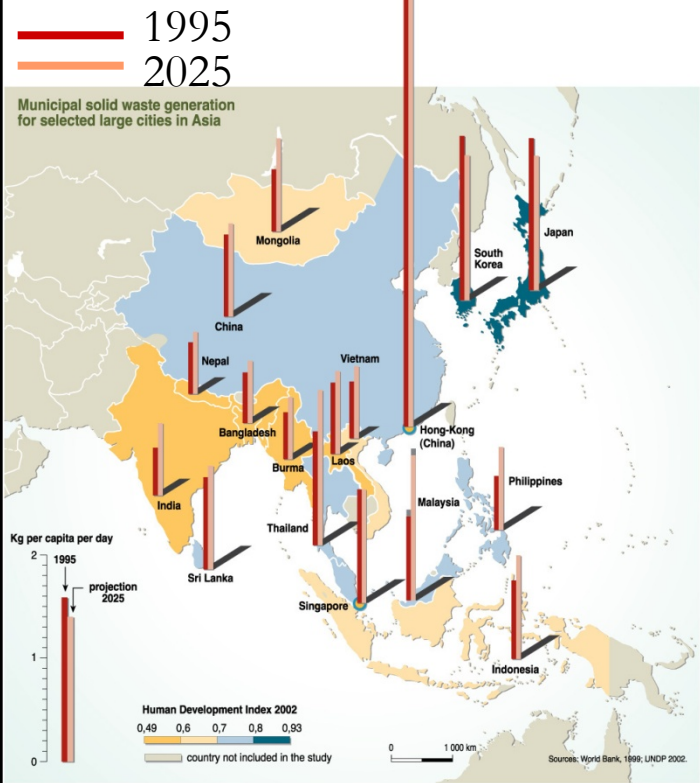 1995
2025
Municipal solid waste generation
for selected large cities in Asia
Mongolia
Japan
South
Korea
China
Nepal
Vietnam
Bangladesh
Hong-Kong
(China)
Burma
Laos
Philippines
India
Malaysia
Thailand
Kg per capita per day
2
1995
projection
2025
Sri Lanka
Singapore
1
Indonesia
Human Development Index 2002
0,49 0,6 0,7 0,8 0,93
country not included in the study
0
0 1 000 km
Sources: World Bank, 1999; UNDP 2002.